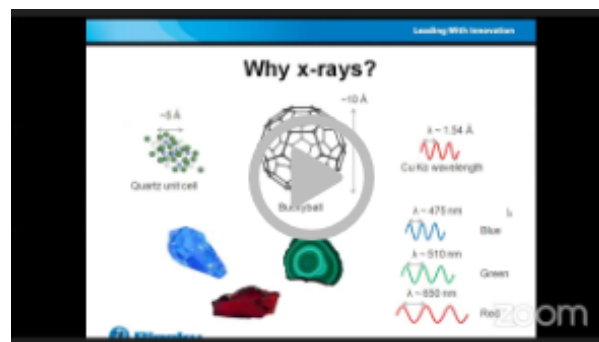 Leading With Innovation
Why x-rays?
~5 Å
~10 Å
λ ~ 1.54 Å
Cu Kα wavelength
Quartz unit cell
Buckyball
λ ~ 475 nm
Blue
λ ~ 510 nm
Green
λ ~ 650 nm
Red
zoom